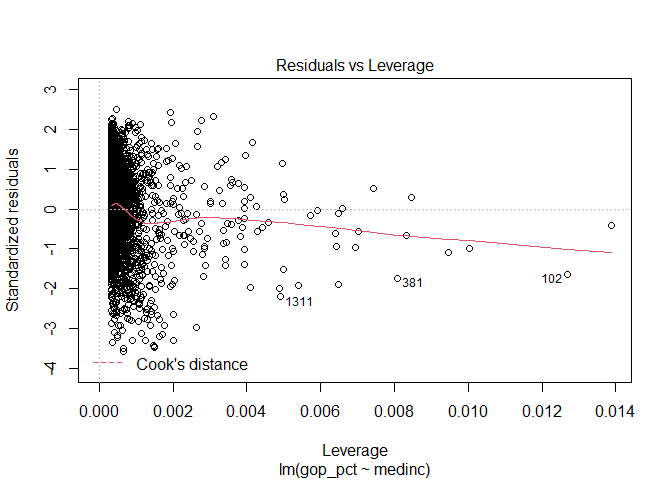 Residuals vs Leverage
Standardized residuals
3
2
1
0
-1
-2
-3
-4
1311
381
102
Cook's distance
0.000 0.002 0.004 0.006 0.008 0.010 0.012 0.014
Leverage
lm(gop_pct ~ medinc)